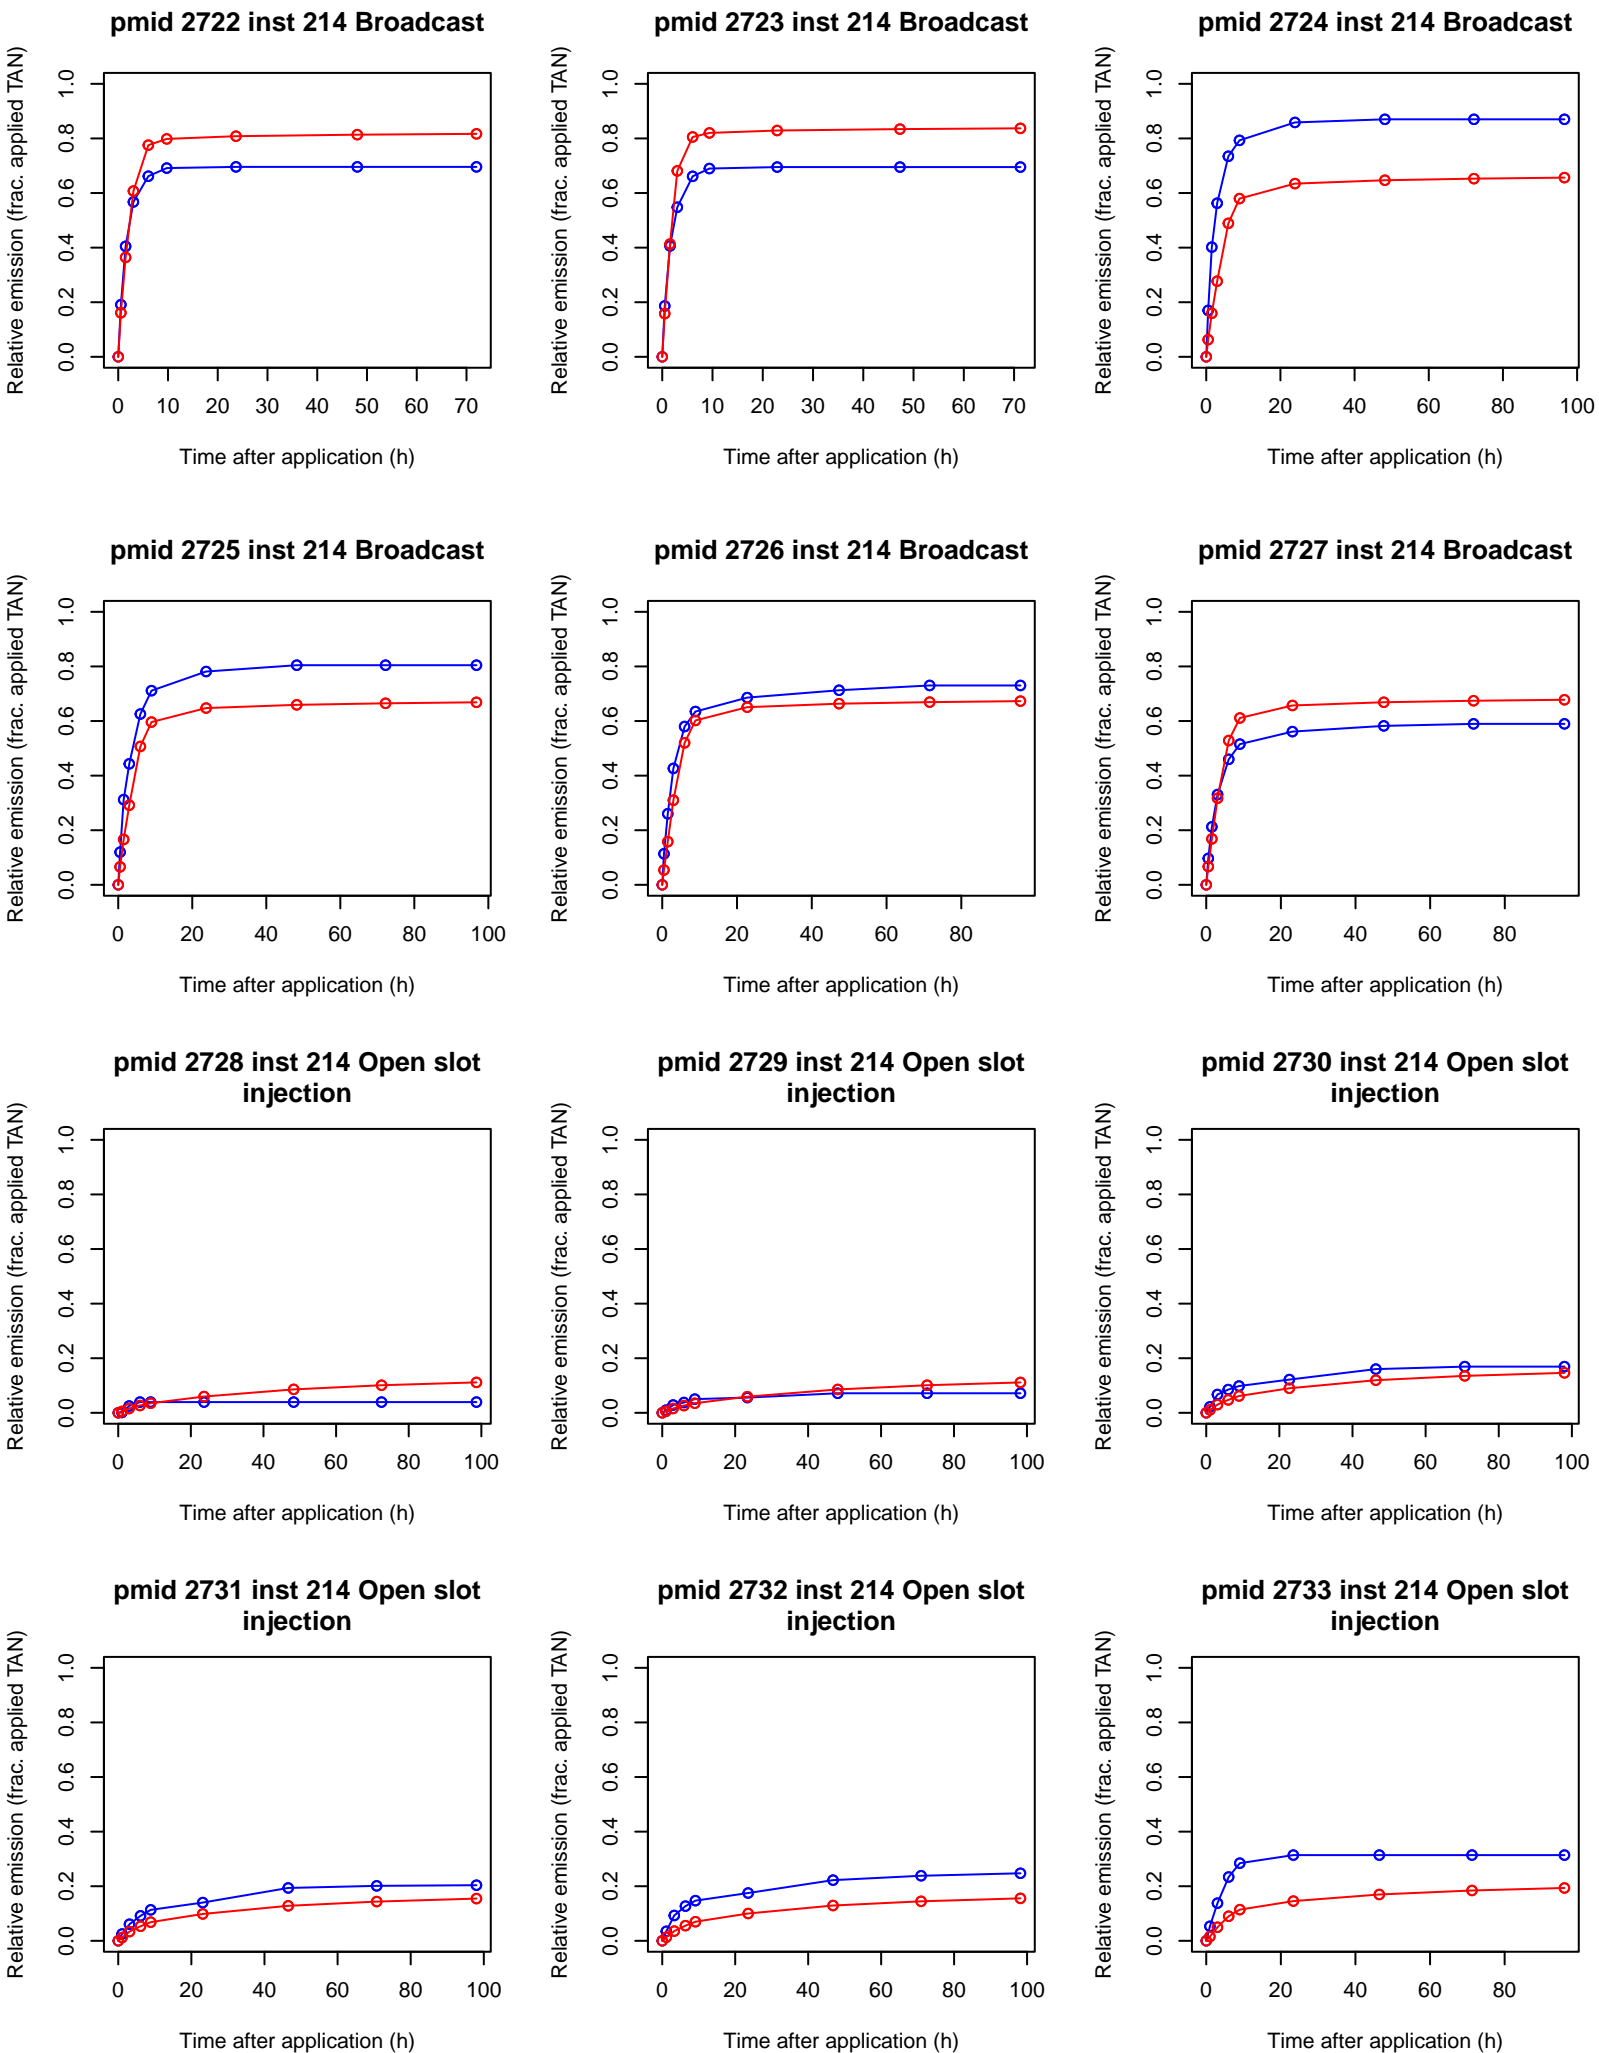 pmid 2722 inst 214 Broadcast
Relative emission (frac. applied TAN)
0.0 0.2 0.4 0.6 0.8 1.0
0 10 20 30 40 50 60 70
Time after application (h)
pmid 2723 inst 214 Broadcast
Relative emission (frac. applied TAN)
0.0 0.2 0.4 0.6 0.8 1.0
0 10 20 30 40 50 60 70
Time after application (h)
pmid 2724 inst 214 Broadcast
Relative emission (frac. applied TAN)
0.0 0.2 0.4 0.6 0.8 1.0
0 20 40 60 80 100
Time after application (h)
pmid 2725 inst 214 Broadcast
Relative emission (frac. applied TAN)
0.0 0.2 0.4 0.6 0.8 1.0
0 20 40 60 80 100
Time after application (h)
pmid 2726 inst 214 Broadcast
Relative emission (frac. applied TAN)
0.0 0.2 0.4 0.6 0.8 1.0
0 20 40 60 80
Time after application (h)
pmid 2727 inst 214 Broadcast
Relative emission (frac. applied TAN)
0.0 0.2 0.4 0.6 0.8 1.0
0 20 40 60 80
Time after application (h)
pmid 2728 inst 214 Open slot
injection
Relative emission (frac. applied TAN)
0.0 0.2 0.4 0.6 0.8 1.0
0 20 40 60 80 100
Time after application (h)
pmid 2729 inst 214 Open slot
injection
Relative emission (frac. applied TAN)
0.0 0.2 0.4 0.6 0.8 1.0
0 20 40 60 80 100
Time after application (h)
pmid 2730 inst 214 Open slot
injection
Relative emission (frac. applied TAN)
0.0 0.2 0.4 0.6 0.8 1.0
0 20 40 60 80 100
Time after application (h)
pmid 2731 inst 214 Open slot
injection
Relative emission (frac. applied TAN)
0.0 0.2 0.4 0.6 0.8 1.0
0 20 40 60 80 100
Time after application (h)
pmid 2732 inst 214 Open slot
injection
Relative emission (frac. applied TAN)
0.0 0.2 0.4 0.6 0.8 1.0
0 20 40 60 80 100
Time after application (h)
pmid 2733 inst 214 Open slot
injection
Relative emission (frac. applied TAN)
0.0 0.2 0.4 0.6 0.8 1.0
0 20 40 60 80
Time after application (h)